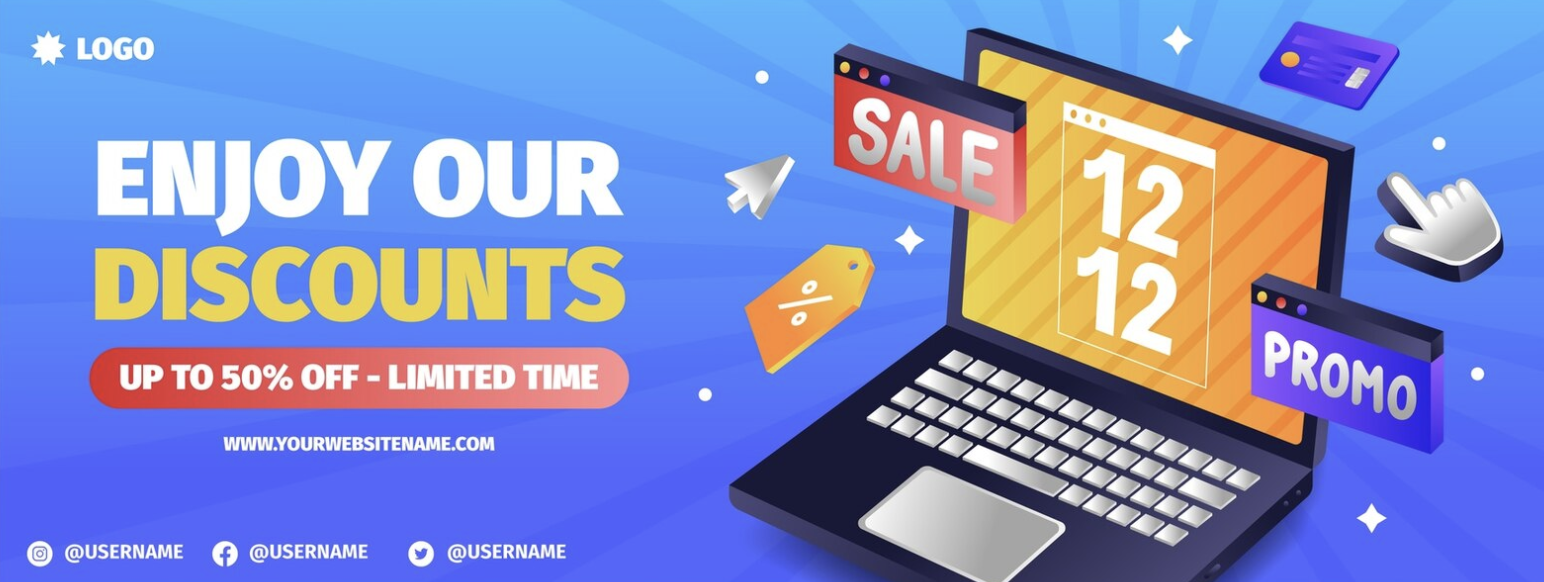 LOGO
ENJOY OUR
DISCOUNTS
UP TO 50% OFF - LIMITED TIME
WWW.YOURWEBSITENAME.COM
@USERNAME @USERNAME @USERNAME
SALE
12
12
%
PROMO